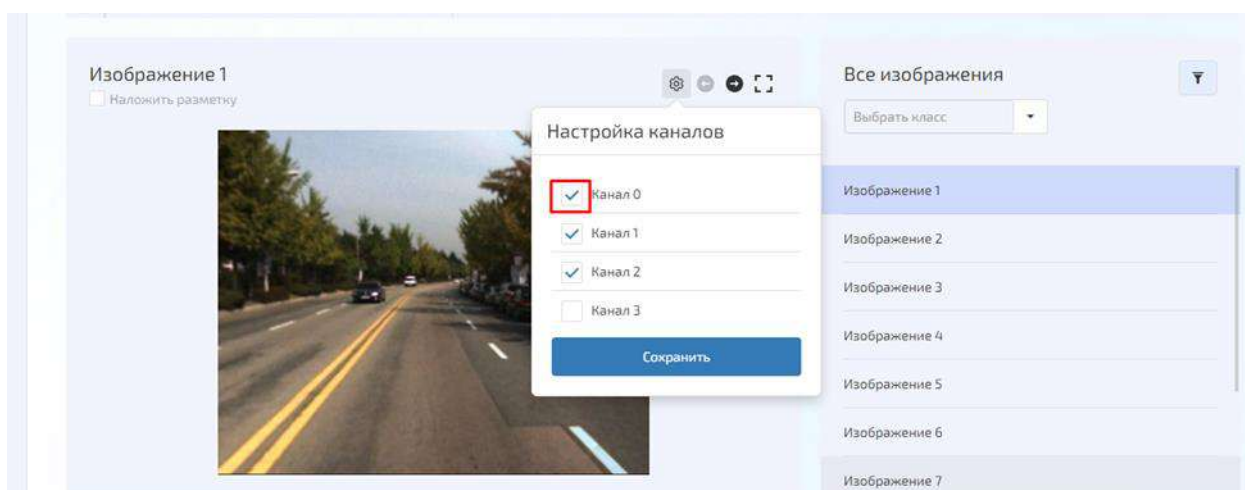 Изображение 1
Наложить разметку
Настройка каналов
Канал 0
Канал 1
Канал 2
Канал 3
Сохранить
Все изображения
Выбрать класс
Изображение 1
Изображение 2
Изображение 3
Изображение 4
Изображение 5
Изображение 6
Изображение 7